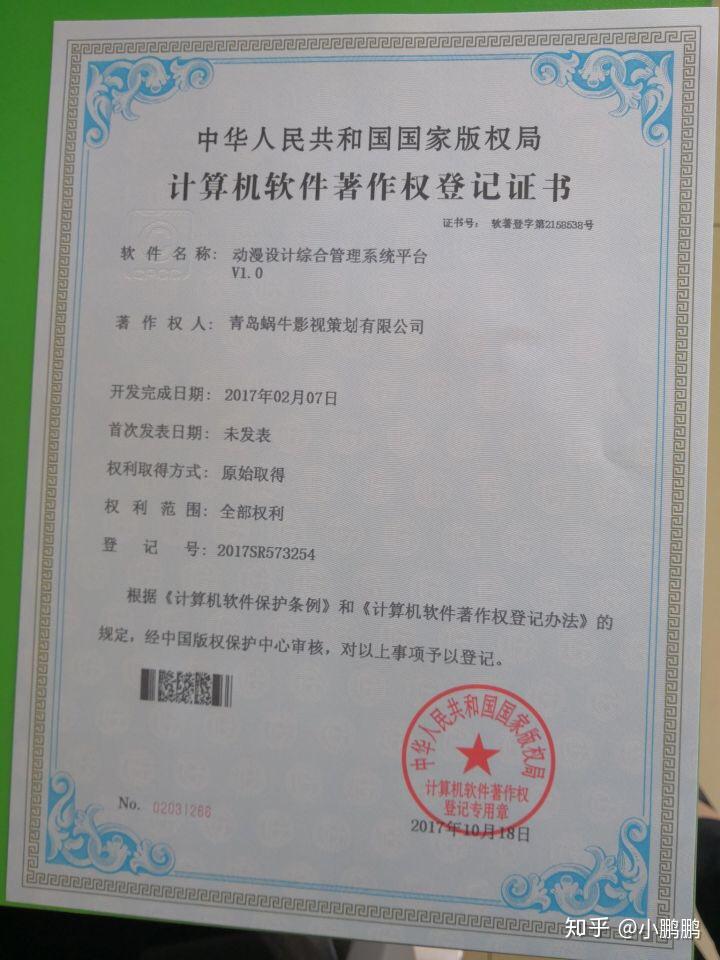 中华人民共和国国家版权局
计算机软件著作权登记证书
证书号： 软著登字第2158538号
软件名称： 动漫设计综合管理系统平台
V1.0
著作权人： 青岛蜗牛影视策划有限公司
开发完成日期： 2017年02月07日
首次发表日期： 未发表
权利取得方式： 原始取得
权利范围： 全部权利
登记号： 2017SR573254
根据《计算机软件保护条例》和《计算机软件著作权登记办法》的
规定，经中国版权保护中心审核，对以上事项予以登记。
中华人民共和国国家版权局
计算机软件著作权
登记专用章
No. 02031266
2017年10月18日
知乎 @小鹏鹏